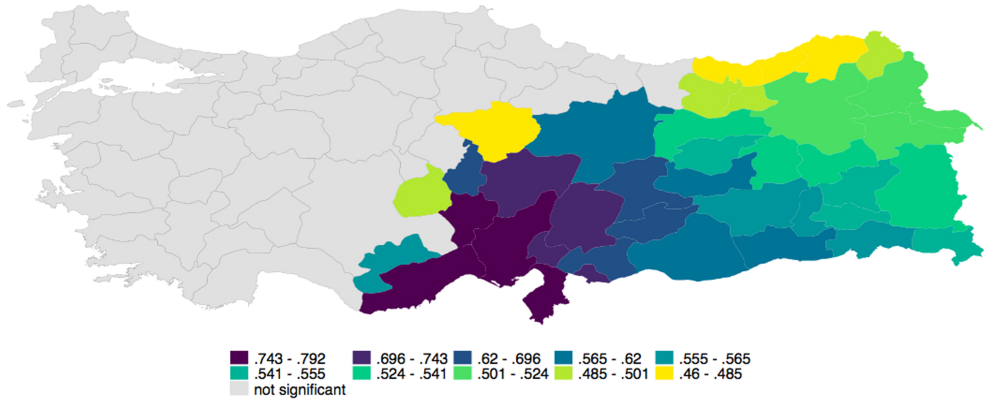 .743 - .792 .696 - .743 .62 - .696 .565 - .62 .555 - .565
.541 - .555 .524 - .541 .501 - .524 .485 - .501 .46 - .485
not significant